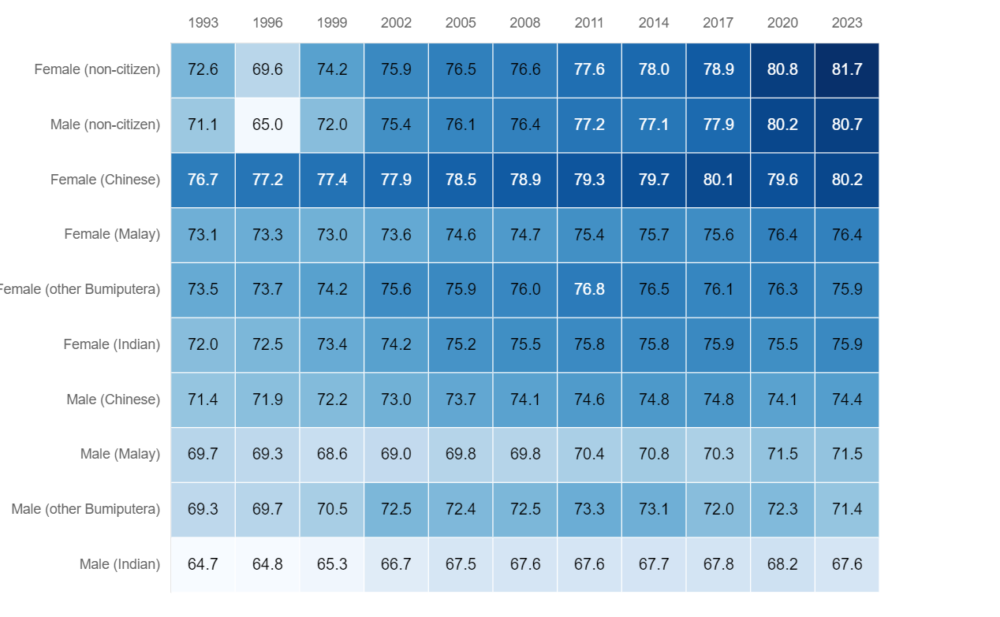 1993 1996 1999 2002 2005 2008 2011 2014 2017 2020 2023
Female (non-citizen) 72.6 69.6 74.2 75.9 76.5 76.6 77.6 78.0 78.9 80.8 81.7
Male (non-citizen) 71.1 65.0 72.0 75.4 76.1 76.4 77.2 77.1 77.9 80.2 80.7
Female (Chinese) 76.7 77.2 77.4 77.9 78.5 78.9 79.3 79.7 80.1 79.6 80.2
Female (Malay) 73.1 73.3 73.0 73.6 74.6 74.7 75.4 75.7 75.6 76.4 76.4
Female (other Bumiputera) 73.5 73.7 74.2 75.6 75.9 76.0 76.8 76.5 76.1 76.3 75.9
Female (Indian) 72.0 72.5 73.4 74.2 75.2 75.5 75.8 75.8 75.9 75.5 75.9
Male (Chinese) 71.4 71.9 72.2 73.0 73.7 74.1 74.6 74.8 74.8 74.1 74.4
Male (Malay) 69.7 69.3 68.6 69.0 69.8 69.8 70.4 70.8 70.3 71.5 71.5
Male (other Bumiputera) 69.3 69.7 70.5 72.5 72.4 72.5 73.3 73.1 72.0 72.3 71.4
Male (Indian) 64.7 64.8 65.3 66.7 67.5 67.6 67.6 67.7 67.8 68.2 67.6